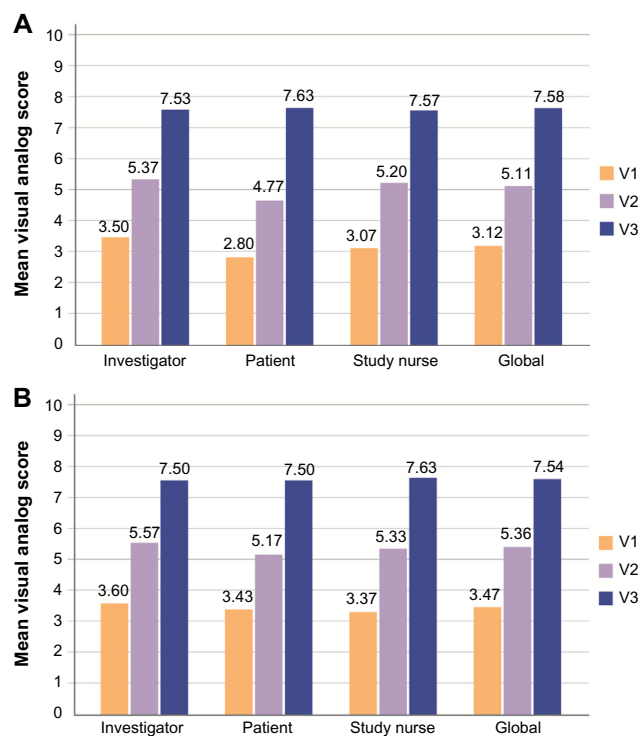 A
Mean visual analog score
10
9
8
7
6
5
4
3
2
1
0
3.50
5.37
7.53
2.80
4.77
7.63
3.07
5.20
7.57
3.12
5.11
7.58
Investigator
Patient
Study nurse
Global
V1
V2
V3
B
Mean visual analog score
10
9
8
7
6
5
4
3
2
1
0
3.60
5.57
7.50
3.43
5.17
7.50
3.37
5.33
7.63
3.47
5.36
7.54
Investigator
Patient
Study nurse
Global
V1
V2
V3